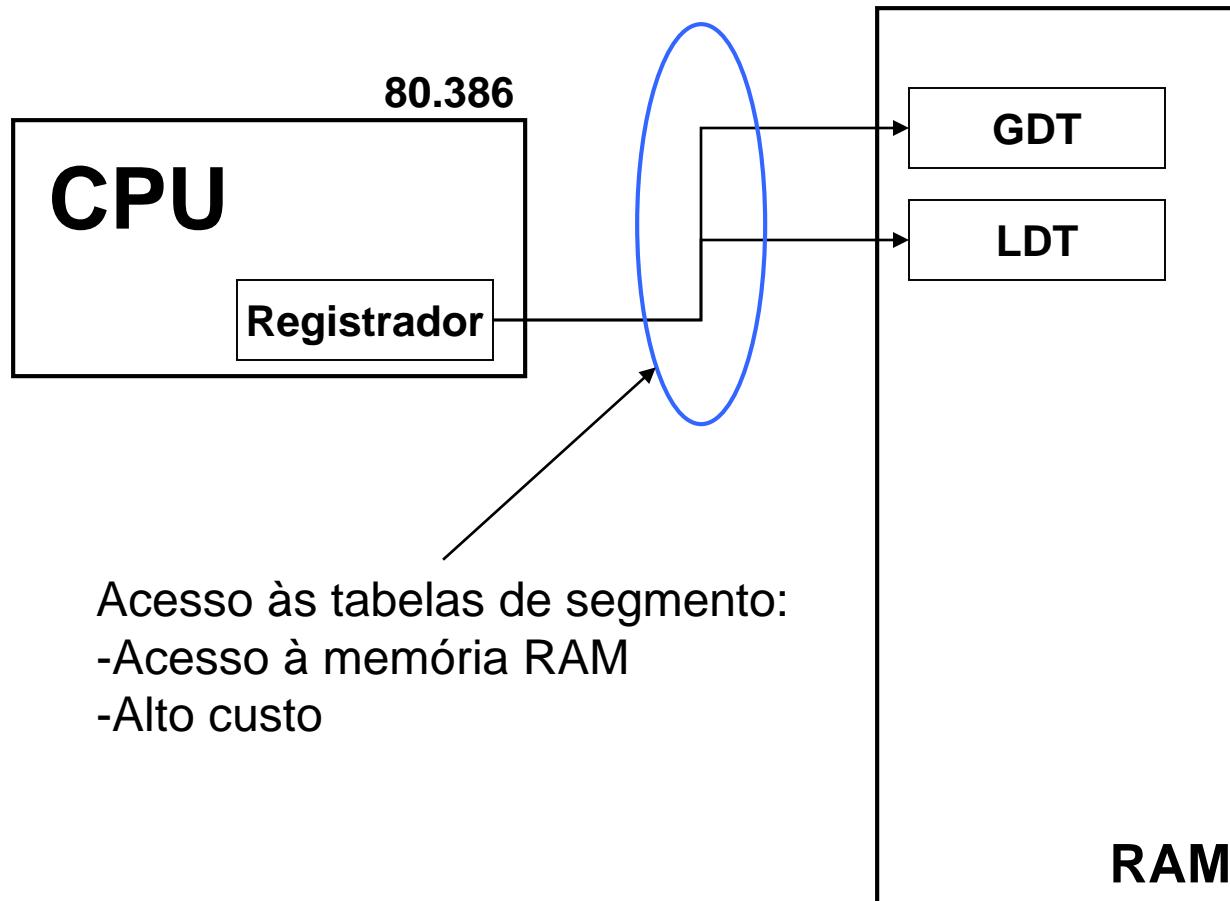 80.386
CPU
Registrador
GDT
LDT
Acesso às tabelas de segmento:
-Acesso à memória RAM
-Alto custo
RAM